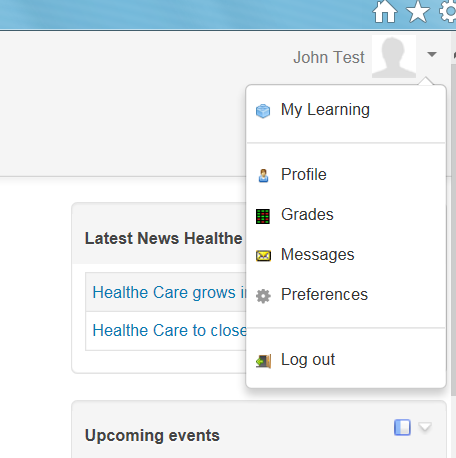 John Test
My Learning
Profile
Grades
Messages
Preferences
Log out
Latest News Healthe
Healthe Care grows
Healthe Care to close
Upcoming events